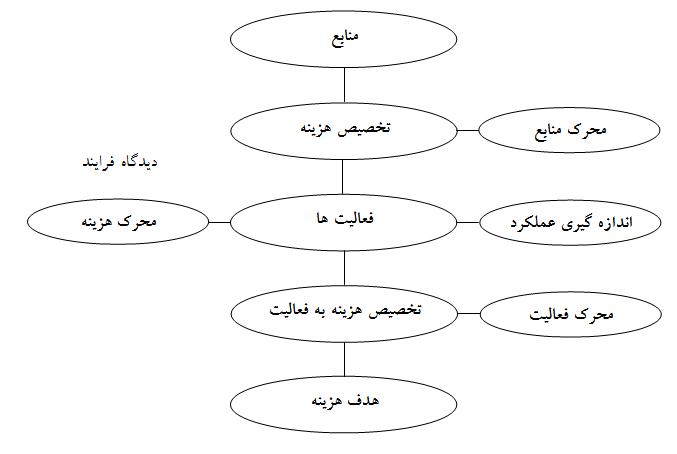 منابع
تخصیص هزینه
محرک منابع
دیدگاه فرایند
فعالیت ها
اندازه گیری عملکرد
محرک هزینه
تخصیص هزینه به فعالیت
محرک فعالیت
هدف هزینه